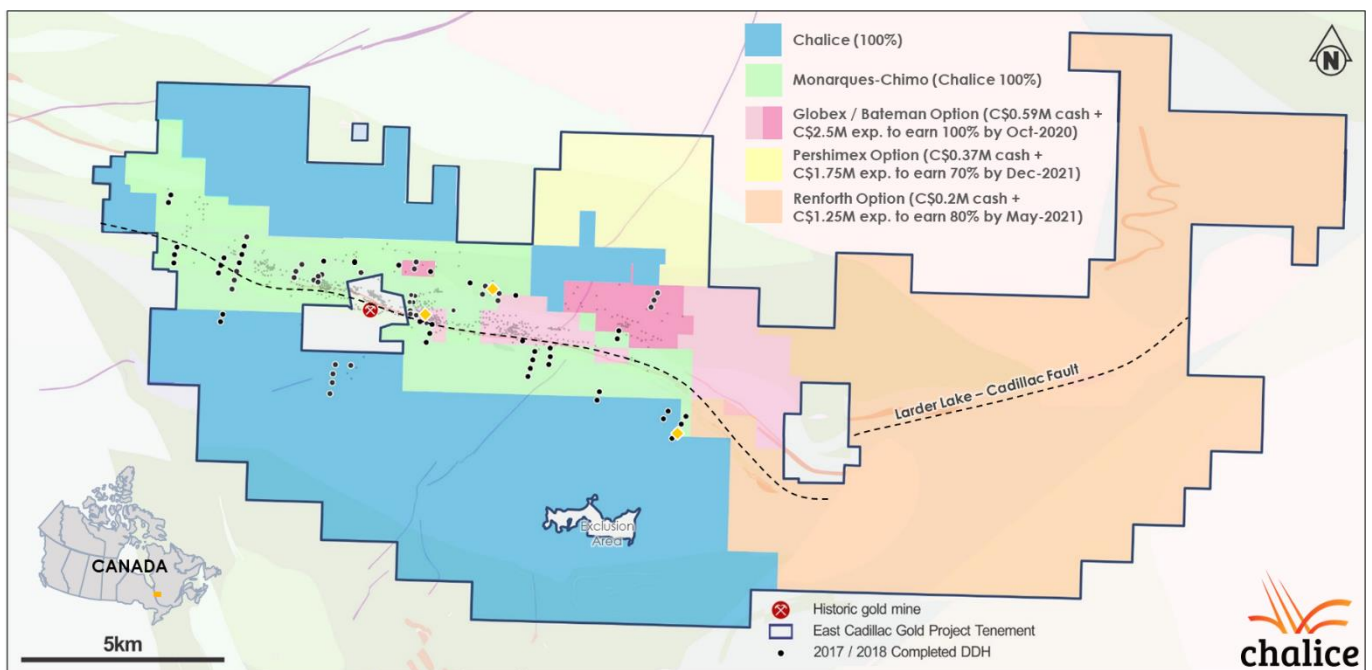 Chalice (100%)
Monarques-Chimo (Chalice 100%)
Globex / Bateman Option (C$0.59M cash +
C$2.5M exp. to earn 100% by Oct-2020)
Pershimex Option (C$0.37M cash +
C$1.75M exp. to earn 70% by Dec-2021)
Renforth Option (C$0.2M cash +
C$1.25M exp. to earn 80% by May-2021)
N
Larder Lake – Cadillac Fault
Exclusion
Area
CANADA
5km
Historic gold mine
East Cadillac Gold Project Tenement
2017 / 2018 Completed DDH
chalice